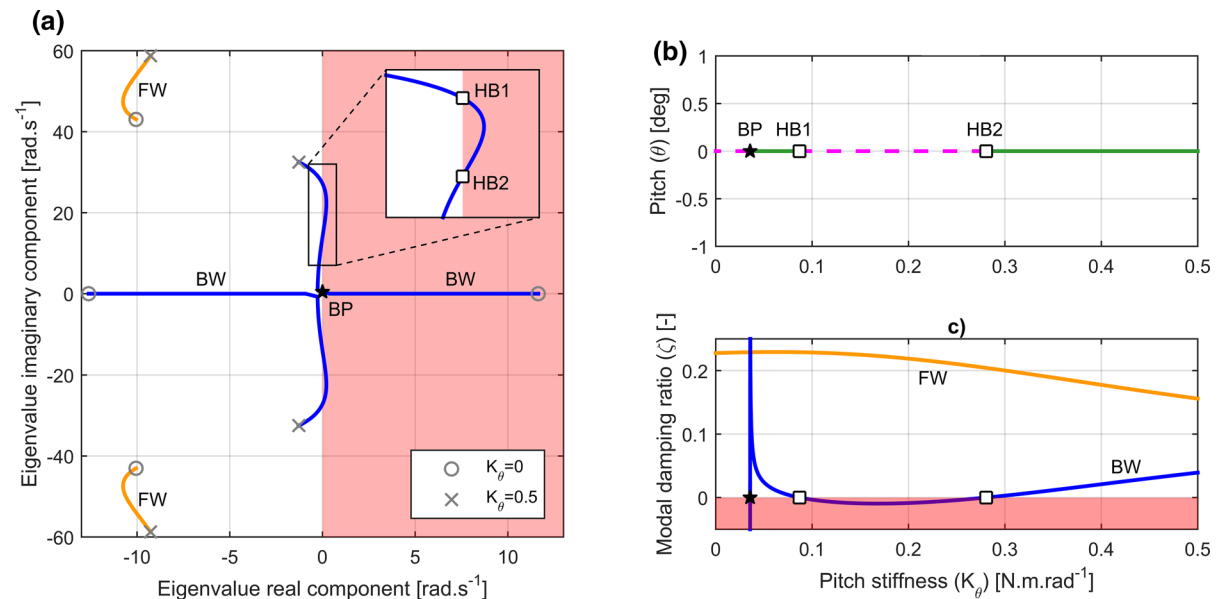 (a)
60
40
20
0
-20
-40
-60
Eigenvalue imaginary component [rad.s⁻¹]
FW
HB1
HB2
BW
BW
BP
FW
K_θ=0
K_θ=0.5
-10
-5
0
5
10
Eigenvalue real component [rad.s⁻¹]
(b)
1
0.5
0
-0.5
-1
Pitch (θ) [deg]
BP
HB1
HB2
0
0.1
0.2
0.3
0.4
0.5
c)
0.2
0.1
0
Modal damping ratio (ζ) [-]
FW
BW
0
0.1
0.2
0.3
0.4
0.5
Pitch stiffness (K_θ) [N.m.rad⁻¹]